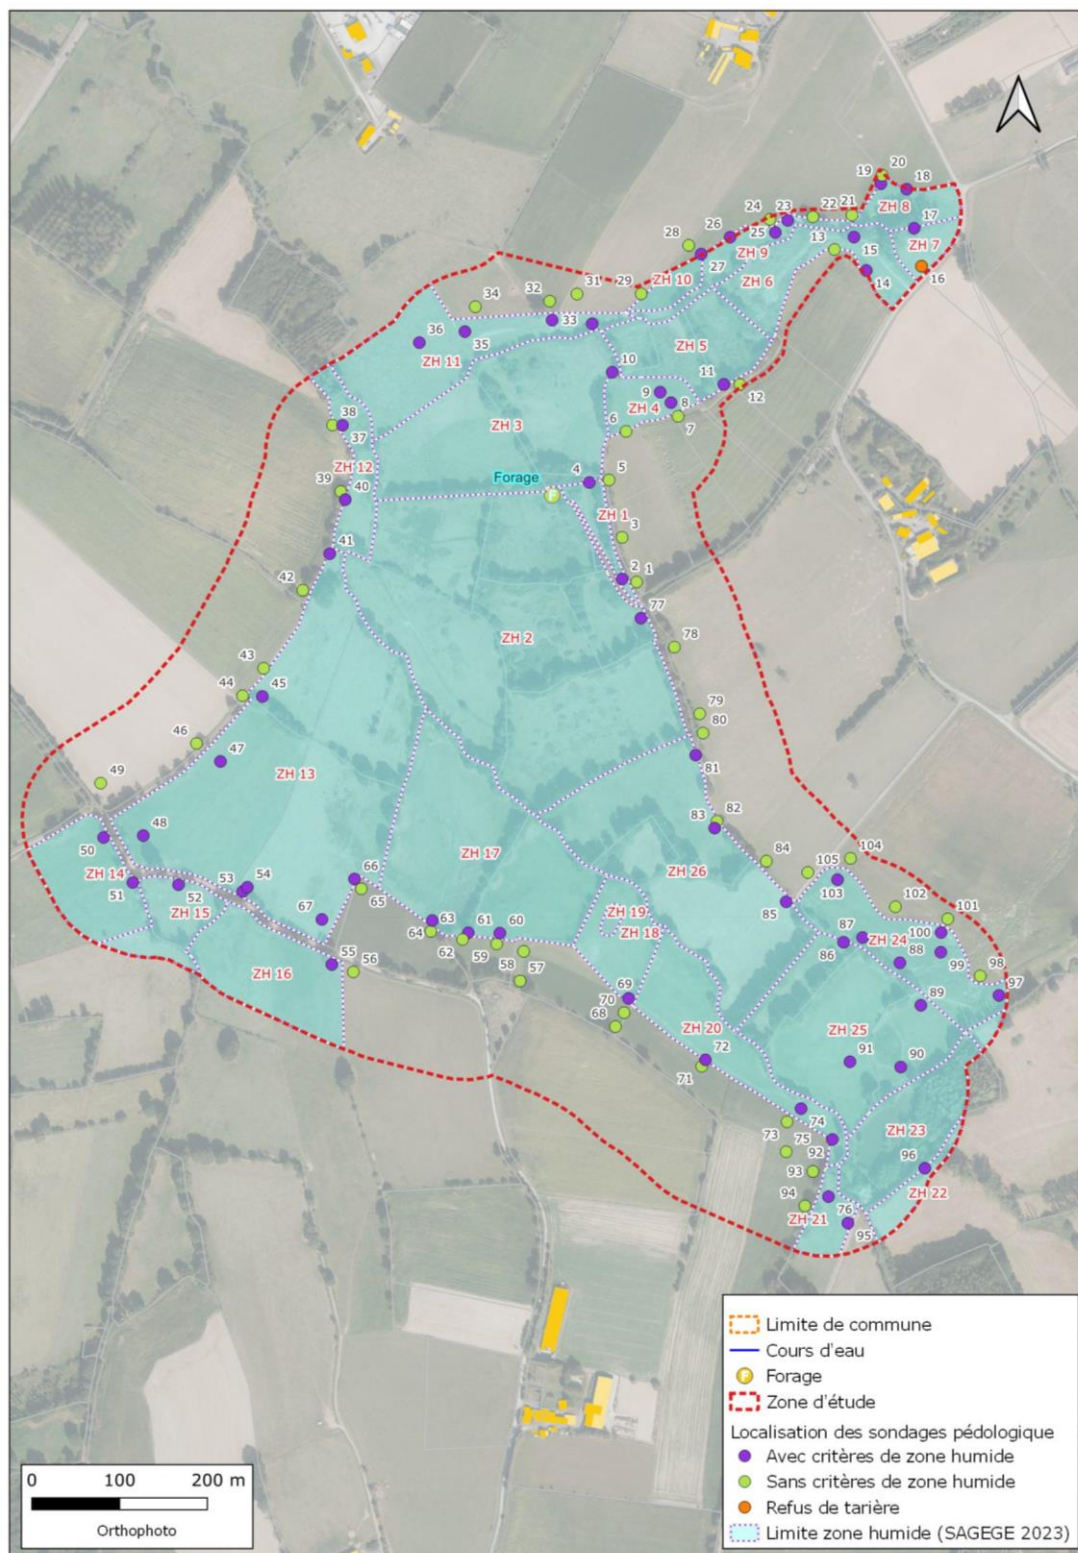 20
19
18
ZH 8
24
23
22
21
17
28
26
25
13
ZH 7
ZH 9
15
27
16
14
ZH 10
ZH 6
31
29
32
34
33
36
35
ZH 5
ZH 11
10
11
12
9
ZH 4
8
38
6
7
ZH 3
37
ZH 12
39
40
Forage
F
4
5
ZH 1
3
41
2
1
42
77
ZH 2
78
43
44
45
79
80
46
47
81
49
ZH 13
82
83
48
50
104
84
105
66
ZH 17
ZH 26
ZH 14
54
53
103
51
52
65
102
ZH 15
ZH 19
85
101
67
63
61
60
87
100
64
ZH 18
ZH 24
62
59
86
88
58
99
55
56
57
98
ZH 16
69
97
70
89
68
ZH 20
ZH 25
72
91
90
71
74
73
75
ZH 23
92
96
93
ZH 22
94
ZH 21
76
95
Limite de commune
Cours d'eau
F Forage
Zone d'étude
Localisation des sondages pédologique
Avec critères de zone humide
Sans critères de zone humide
Refus de tarière
Limite zone humide (SAGEGE 2023)
0 100 200 m
Orthophoto